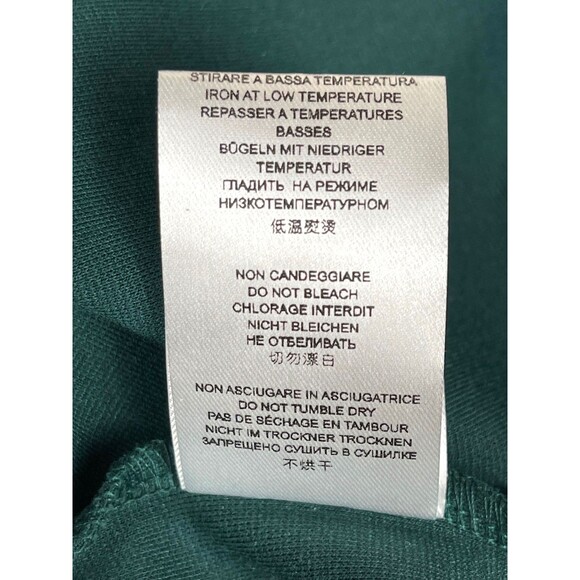 STIRARE A BASSA TEMPERATURA
IRON AT LOW TEMPERATURE
REPASSER A TEMPERATURES
BASSES
BÜGELN MIT NIEDRIGER
TEMPERATUR
ГЛАДИТЬ НА РЕЖИМЕ
НИЗКОТЕМПЕРАТУРНОМ
低温熨烫
NON CANDEGGIARE
DO NOT BLEACH
CHLORAGE INTERDIT
NICHT BLEICHEN
НЕ ОТБЕЛИВАТЬ
切勿漂白
NON ASCIUGARE IN ASCIUGATRICE
DO NOT TUMBLE DRY
PAS DE SÉCHAGE EN TAMBOUR
NICHT IM TROCKNER TROCKNEN
ЗАПРЕЩЕНО СУШИТЬ В СУШИЛКЕ
不烘干